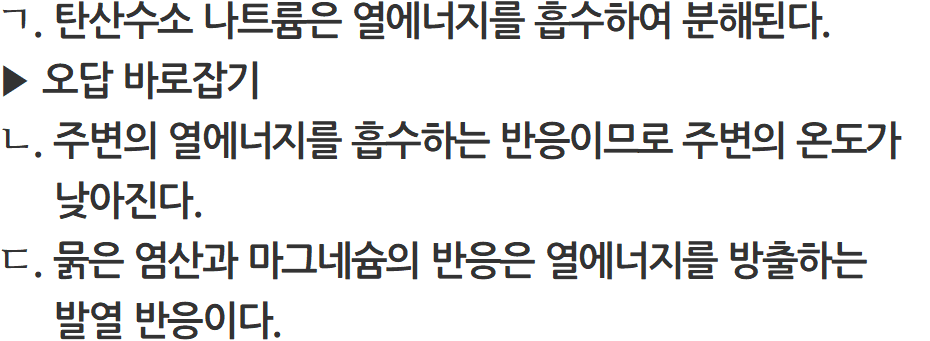 ㄱ. 탄산수소 나트륨은 열에너지를 흡수하여 분해된다.
▶ 오답 바로잡기
ㄴ. 주변의 열에너지를 흡수하는 반응이므로 주변의 온도가
낮아진다.
ㄷ. 묽은 염산과 마그네슘의 반응은 열에너지를 방출하는
발열 반응이다.